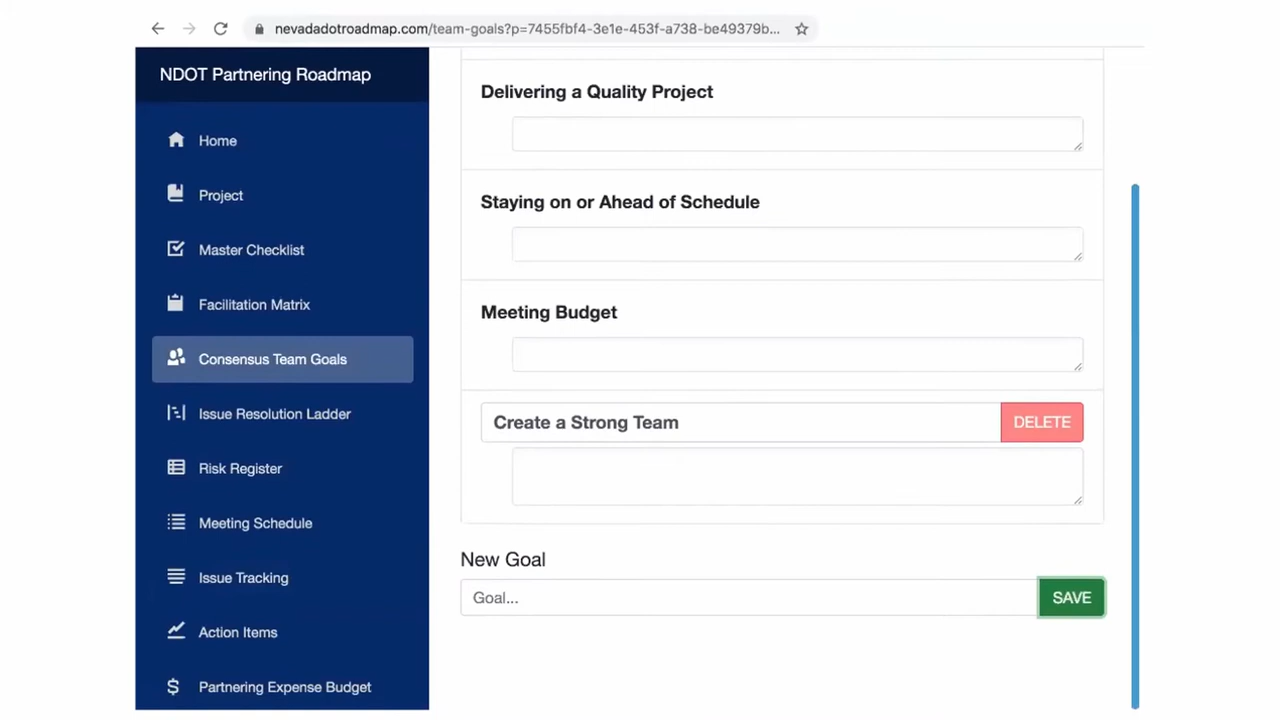 nevadadotroadmap.com/team-goals?p=7455fbf4-3e1e-453f-a738-be49379b...
NDOT Partnering Roadmap
Home
Project
Master Checklist
Facilitation Matrix
Consensus Team Goals
Issue Resolution Ladder
Risk Register
Meeting Schedule
Issue Tracking
Action Items
Partnering Expense Budget
Delivering a Quality Project
Staying on or Ahead of Schedule
Meeting Budget
Create a Strong Team
DELETE
New Goal
Goal...
SAVE